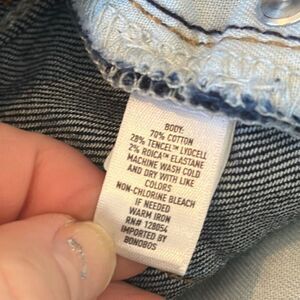 BODY:
70% COTTON
28% TENCEL™ LYOCELL
2% ROICA™ ELASTANE
MACHINE WASH COLD
AND DRY WITH LIKE
COLORS
NON-CHLORINE BLEACH
IF NEEDED
WARM IRON
RN# 128054
IMPORTED BY
BONOBOS